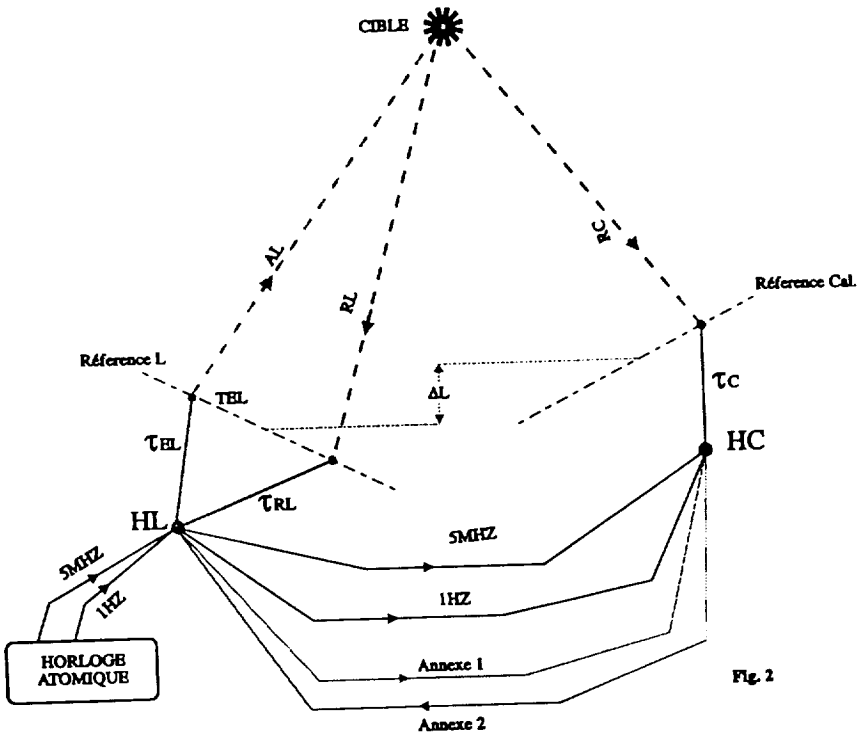 CIBLE
AL
RL
RC
Réference Cal.
Réference L
TEL
ΔL
τC
τEL
HC
τRL
HL
5MHZ
5MHZ
1HZ
1HZ
HORLOGE
ATOMIQUE
Annexe 1
Fig. 2
Annexe 2